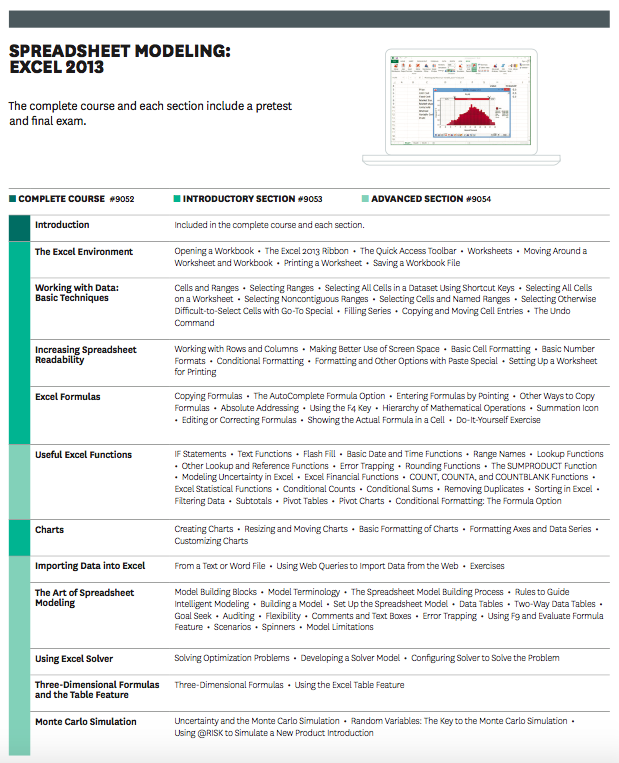 SPREADSHEET MODELING:
EXCEL 2013
The complete course and each section include a pretest
and final exam.
COMPLETE COURSE #9052
INTRODUCTORY SECTION #9053
ADVANCED SECTION #9054
Introduction
Included in the complete course and each section.
The Excel Environment
Opening a Workbook • The Excel 2013 Ribbon • The Quick Access Toolbar • Worksheets • Moving Around a
Worksheet and Workbook • Printing a Worksheet • Saving a Workbook File
Working with Data:
Basic Techniques
Cells and Ranges • Selecting Ranges • Selecting All Cells in a Dataset Using Shortcut Keys • Selecting All Cells
on a Worksheet • Selecting Noncontiguous Ranges • Selecting Cells and Named Ranges • Selecting Otherwise
Difficult-to-Select Cells with Go-To Special • Filling Series • Copying and Moving Cell Entries • The Undo
Command
Increasing Spreadsheet
Readability
Working with Rows and Columns • Making Better Use of Screen Space • Basic Cell Formatting • Basic Number
Formats • Conditional Formatting • Formatting and Other Options with Paste Special • Setting Up a Worksheet
for Printing
Excel Formulas
Copying Formulas • The AutoComplete Formula Option • Entering Formulas by Pointing • Other Ways to Copy
Formulas • Absolute Addressing • Using the F4 Key • Hierarchy of Mathematical Operations • Summation Icon
• Editing or Correcting Formulas • Showing the Actual Formula in a Cell • Do-It-Yourself Exercise
Useful Excel Functions
IF Statements • Text Functions • Flash Fill • Basic Date and Time Functions • Range Names • Lookup Functions
• Other Lookup and Reference Functions • Error Trapping • Rounding Functions • The SUMPRODUCT Function
• Modeling Uncertainty in Excel • Excel Financial Functions • COUNT, COUNTA, and COUNTBLANK Functions •
Excel Statistical Functions • Conditional Counts • Conditional Sums • Removing Duplicates • Sorting in Excel •
Filtering Data • Subtotals • Pivot Tables • Pivot Charts • Conditional Formatting: The Formula Option
Charts
Creating Charts • Resizing and Moving Charts • Basic Formatting of Charts • Formatting Axes and Data Series •
Customizing Charts
Importing Data into Excel
From a Text or Word File • Using Web Queries to Import Data from the Web • Exercises
The Art of Spreadsheet
Modeling
Model Building Blocks • Model Terminology • The Spreadsheet Model Building Process • Rules to Guide
Intelligent Modeling • Building a Model • Set Up the Spreadsheet Model • Data Tables • Two-Way Data Tables •
Goal Seek • Auditing • Flexibility • Comments and Text Boxes • Error Trapping • Using F9 and Evaluate Formula
Feature • Scenarios • Spinners • Model Limitations
Using Excel Solver
Solving Optimization Problems • Developing a Solver Model • Configuring Solver to Solve the Problem
Three-Dimensional Formulas
and the Table Feature
Three-Dimensional Formulas • Using the Excel Table Feature
Monte Carlo Simulation
Uncertainty and the Monte Carlo Simulation • Random Variables: The Key to the Monte Carlo Simulation •
Using @RISK to Simulate a New Product Introduction